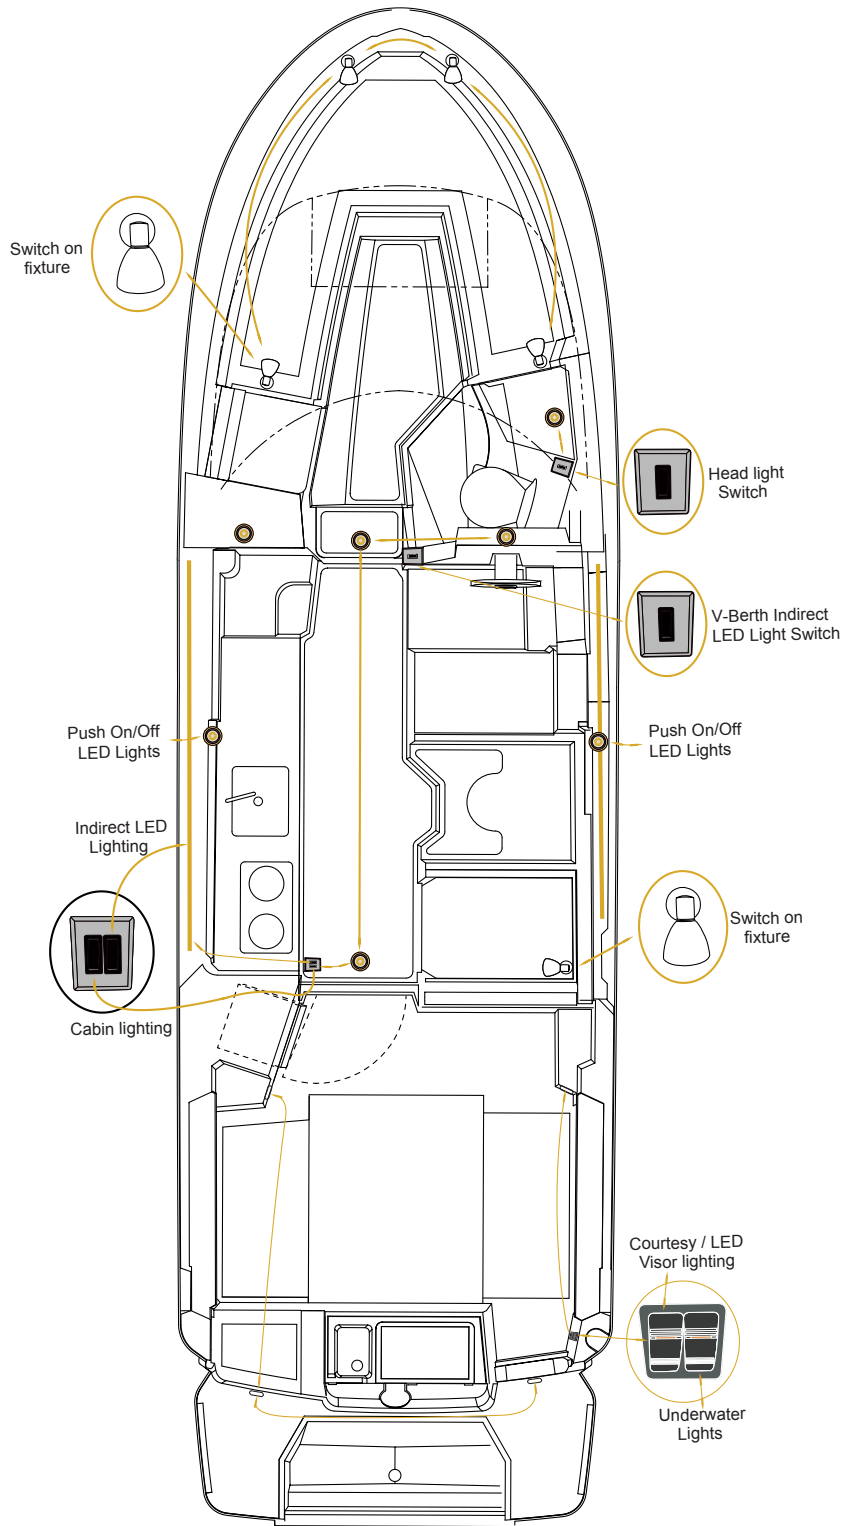 Switch on
fixture
Head light
Switch
V-Berth Indirect
LED Light Switch
Push On/Off
LED Lights
Push On/Off
LED Lights
Indirect LED
Lighting
Switch on
fixture
Cabin lighting
Courtesy / LED
Visor lighting
Underwater
Lights